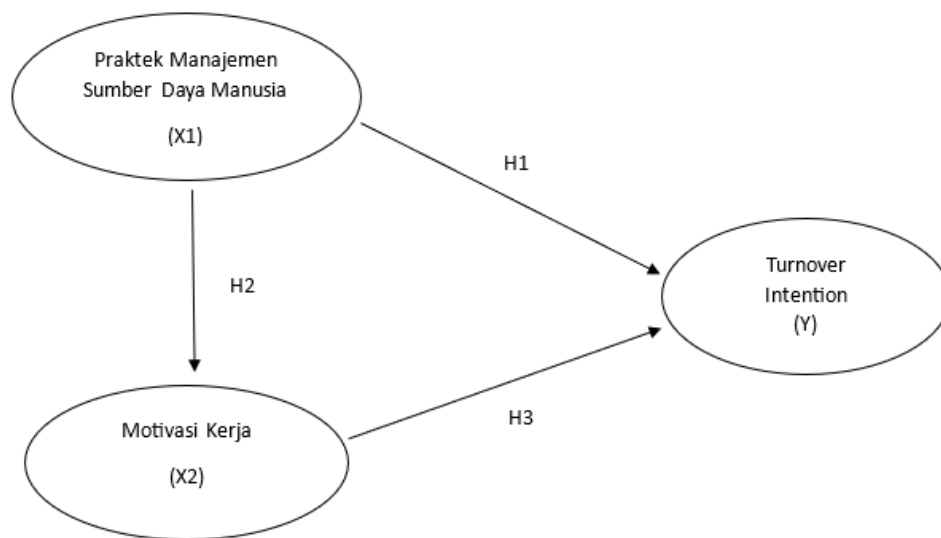 Praktek Manajemen
Sumber Daya Manusia
(X1)
H1
Turnover
Intention
(Y)
H2
H3
Motivasi Kerja
(X2)